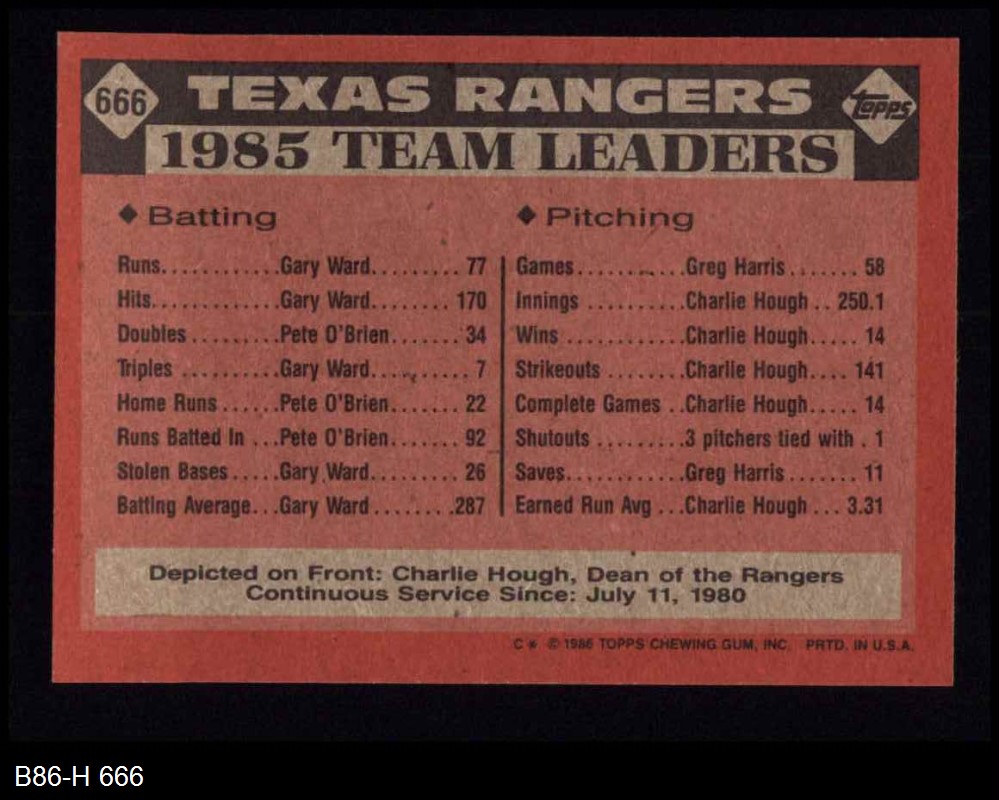 666
TEXAS RANGERS
Topps
1985 TEAM LEADERS
◆ Batting
Runs.............Gary Ward.........77
Hits..............Gary Ward.........170
Doubles..........Pete O'Brien.......34
Triples...........Gary Ward..........7
Home Runs......Pete O'Brien.......22
Runs Batted In...Pete O'Brien.......92
Stolen Bases.....Gary Ward.........26
Batting Average...Gary Ward.........287
◆ Pitching
Games............Greg Harris.......58
Innings..........Charlie Hough..250.1
Wins.............Charlie Hough....14
Strikeouts........Charlie Hough....141
Complete Games..Charlie Hough....14
Shutouts.........3 pitchers tied with.1
Saves............Greg Harris.......11
Earned Run Avg...Charlie Hough...3.31
Depicted on Front: Charlie Hough, Dean of the Rangers
Continuous Service Since: July 11, 1980
C* © 1986 TOPPS CHEWING GUM, INC. PRTD. IN U.S.A.
B86-H 666